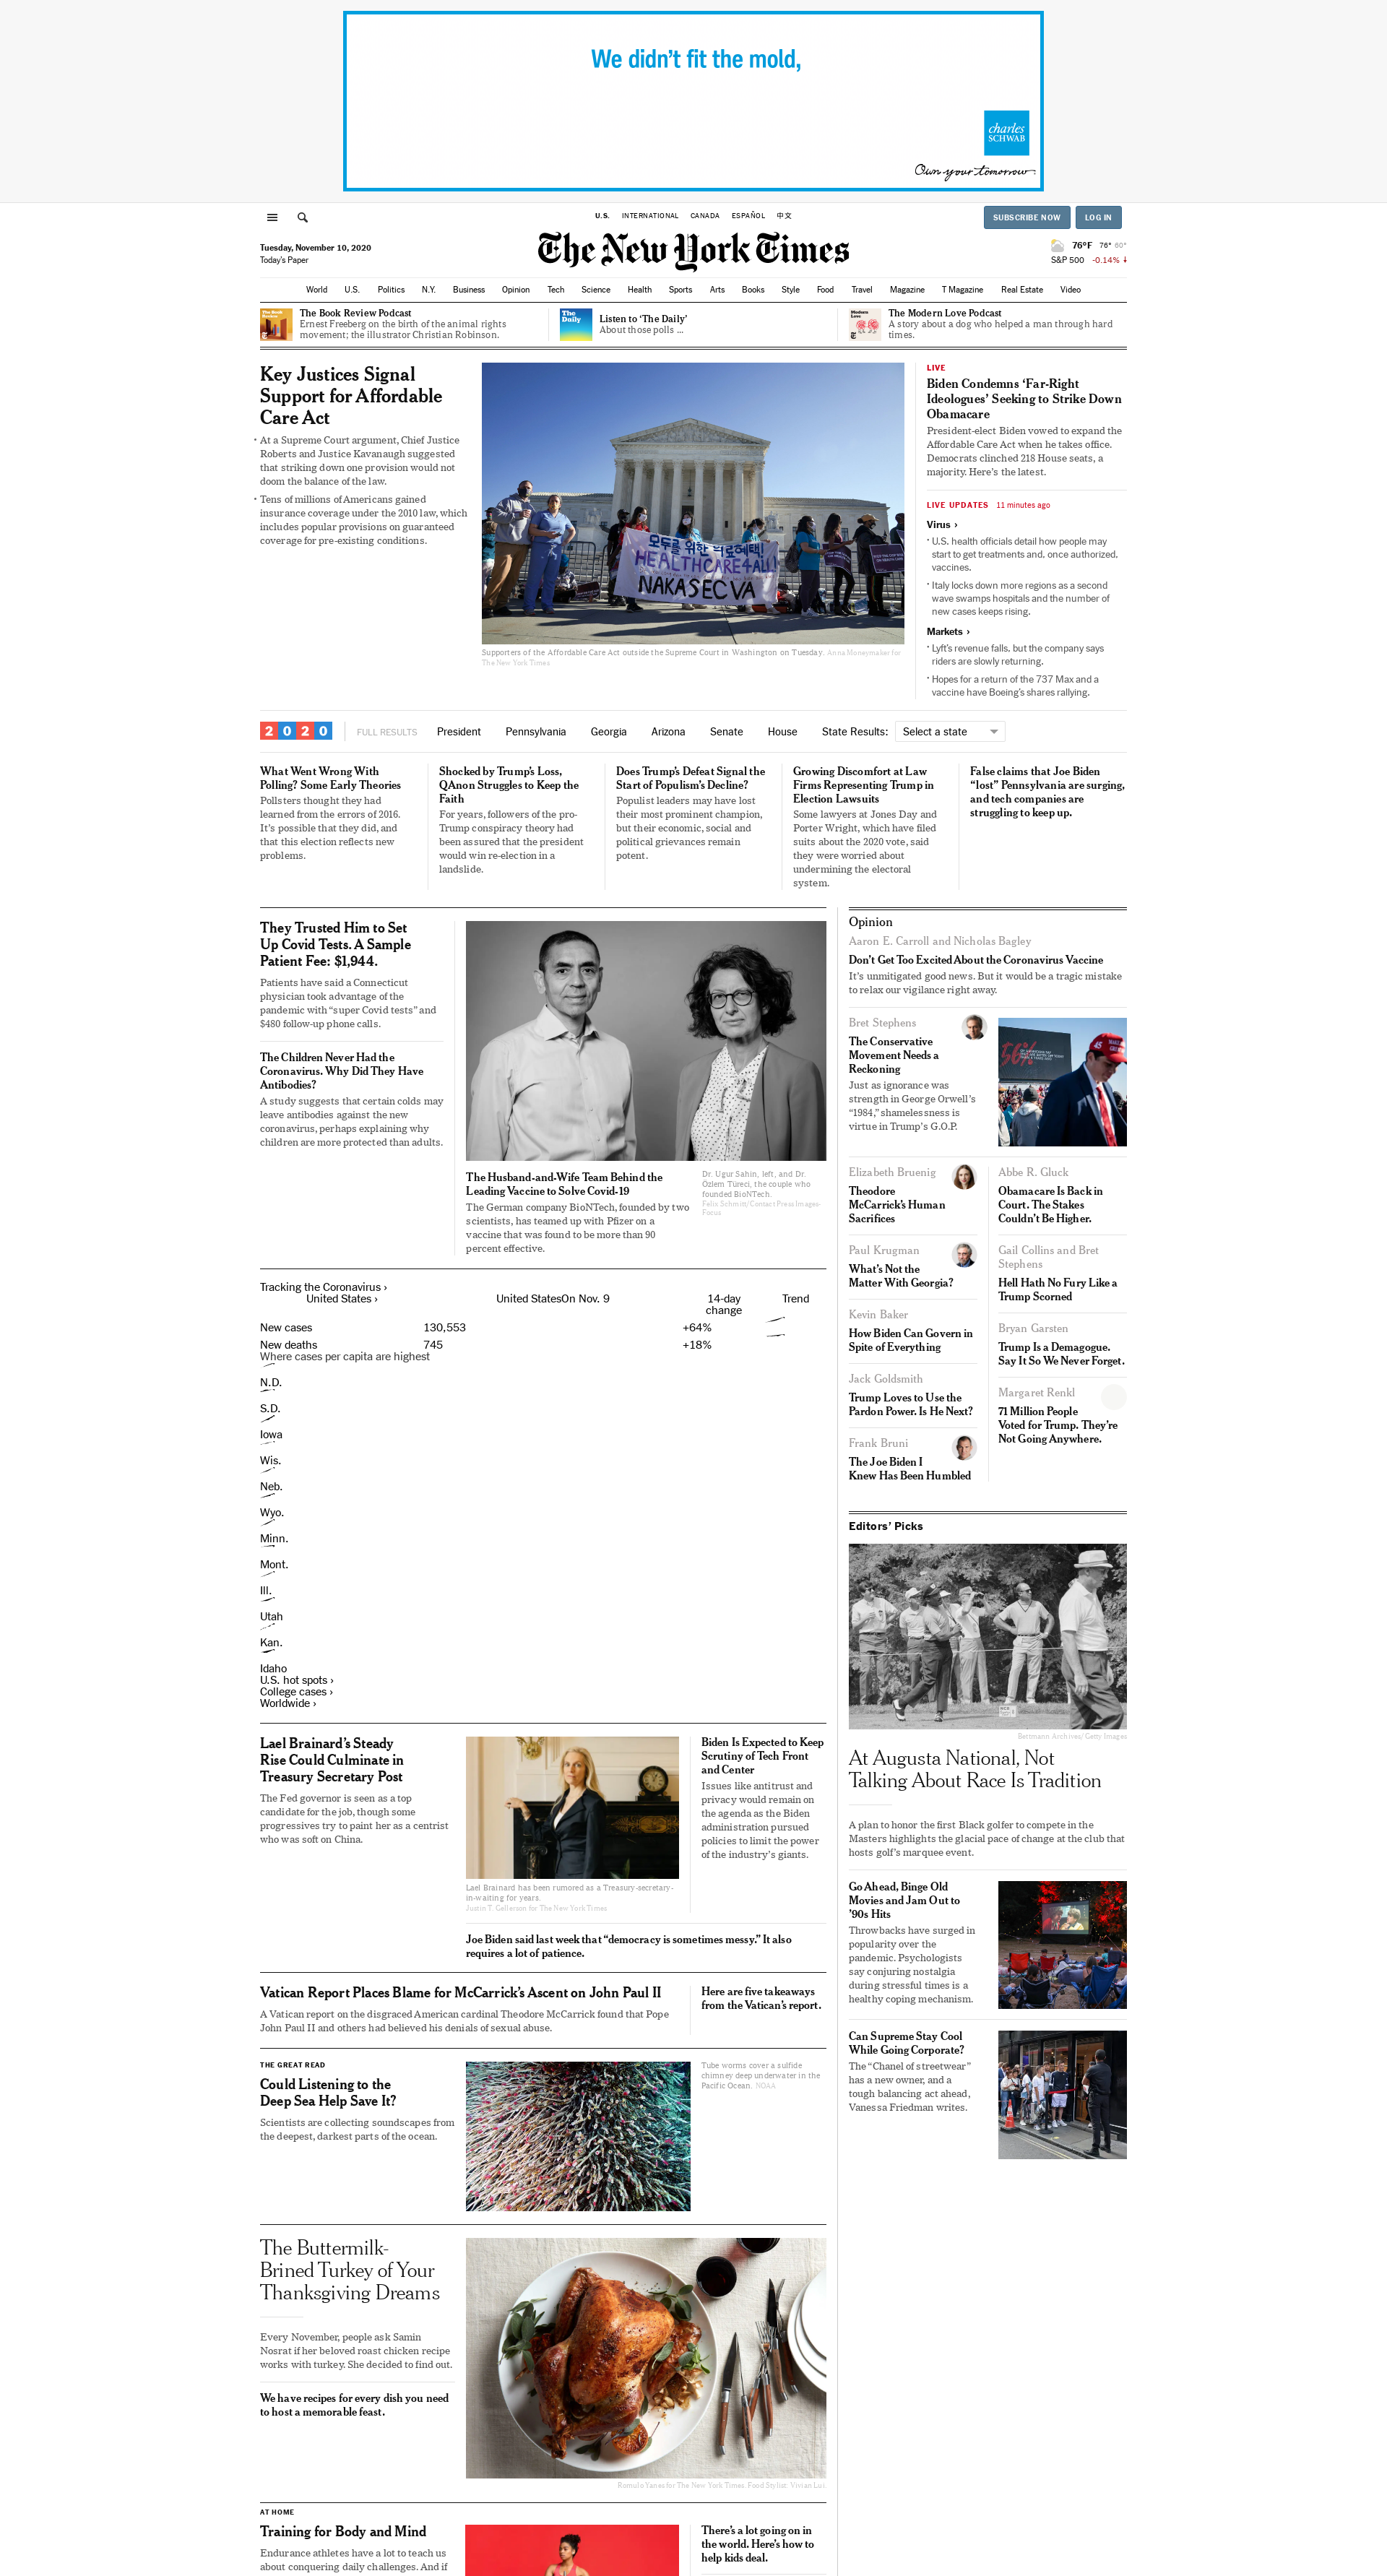 We didn't fit the mold,
charles
SCHWAB
Own your tomorrow
U.S. INTERNATIONAL CANADA ESPAÑOL 中文
SUBSCRIBE NOW LOG IN
Tuesday, November 10, 2020
Today's Paper
The New York Times
76°F 76° 60°
S&P 500 -0.14%
World U.S. Politics N.Y. Business Opinion Tech Science Health Sports Arts Books Style Food Travel Magazine T Magazine Real Estate Video
The Book Review Podcast
Ernest Freeberg on the birth of the animal rights
movement; the illustrator Christian Robinson.
The
Daily
Listen to 'The Daily'
About those polls …
Modern
Love
The Modern Love Podcast
A story about a dog who helped a man through hard
times.
Key Justices Signal
Support for Affordable
Care Act
At a Supreme Court argument, Chief Justice
Roberts and Justice Kavanaugh suggested
that striking down one provision would not
doom the balance of the law.
Tens of millions of Americans gained
insurance coverage under the 2010 law, which
includes popular provisions on guaranteed
coverage for pre-existing conditions.
모두를 위한 의료혜택!
HEALTHCARE4ALL!
NAKASEC VA
Supporters of the Affordable Care Act outside the Supreme Court in Washington on Tuesday. Anna Moneymaker for
The New York Times
LIVE
Biden Condemns 'Far-Right
Ideologues' Seeking to Strike Down
Obamacare
President-elect Biden vowed to expand the
Affordable Care Act when he takes office.
Democrats clinched 218 House seats, a
majority. Here's the latest.
LIVE UPDATES 11 minutes ago
Virus ›
U.S. health officials detail how people may
start to get treatments and, once authorized,
vaccines.
Italy locks down more regions as a second
wave swamps hospitals and the number of
new cases keeps rising.
Markets ›
Lyft's revenue falls, but the company says
riders are slowly returning.
Hopes for a return of the 737 Max and a
vaccine have Boeing's shares rallying.
2020 FULL RESULTS President Pennsylvania Georgia Arizona Senate House State Results: Select a state
What Went Wrong With
Polling? Some Early Theories
Pollsters thought they had
learned from the errors of 2016.
It's possible that they did, and
that this election reflects new
problems.
Shocked by Trump's Loss,
QAnon Struggles to Keep the
Faith
For years, followers of the pro-
Trump conspiracy theory had
been assured that the president
would win re-election in a
landslide.
Does Trump's Defeat Signal the
Start of Populism's Decline?
Populist leaders may have lost
their most prominent champion,
but their economic, social and
political grievances remain
potent.
Growing Discomfort at Law
Firms Representing Trump in
Election Lawsuits
Some lawyers at Jones Day and
Porter Wright, which have filed
suits about the 2020 vote, said
they were worried about
undermining the electoral
system.
False claims that Joe Biden
“lost” Pennsylvania are surging,
and tech companies are
struggling to keep up.
They Trusted Him to Set
Up Covid Tests. A Sample
Patient Fee: $1,944.
Patients have said a Connecticut
physician took advantage of the
pandemic with “super Covid tests” and
$480 follow-up phone calls.
The Children Never Had the
Coronavirus. Why Did They Have
Antibodies?
A study suggests that certain colds may
leave antibodies against the new
coronavirus, perhaps explaining why
children are more protected than adults.
The Husband-and-Wife Team Behind the
Leading Vaccine to Solve Covid-19
The German company BioNTech, founded by two
scientists, has teamed up with Pfizer on a
vaccine that was found to be more than 90
percent effective.
Dr. Ugur Sahin, left, and Dr.
Özlem Türeci, the couple who
founded BioNTech.
Felix Schmitt/Contact Press Images-
Focus
Tracking the Coronavirus ›
United States › United StatesOn Nov. 9 14-day
change Trend
New cases 130,553 +64%
New deaths 745 +18%
Where cases per capita are highest
N.D.
S.D.
Iowa
Wis.
Neb.
Wyo.
Minn.
Mont.
Ill.
Utah
Kan.
Idaho
U.S. hot spots ›
College cases ›
Worldwide ›
Lael Brainard's Steady
Rise Could Culminate in
Treasury Secretary Post
The Fed governor is seen as a top
candidate for the job, though some
progressives try to paint her as a centrist
who was soft on China.
Lael Brainard has been rumored as a Treasury-secretary-
in-waiting for years.
Justin T. Gellerson for The New York Times
Biden Is Expected to Keep
Scrutiny of Tech Front
and Center
Issues like antitrust and
privacy would remain on
the agenda as the Biden
administration pursued
policies to limit the power
of the industry's giants.
Joe Biden said last week that “democracy is sometimes messy.” It also
requires a lot of patience.
Vatican Report Places Blame for McCarrick's Ascent on John Paul II
A Vatican report on the disgraced American cardinal Theodore McCarrick found that Pope
John Paul II and others had believed his denials of sexual abuse.
Here are five takeaways
from the Vatican's report.
THE GREAT READ
Could Listening to the
Deep Sea Help Save It?
Scientists are collecting soundscapes from
the deepest, darkest parts of the ocean.
Tube worms cover a sulfide
chimney deep underwater in the
Pacific Ocean. NOAA
The Buttermilk-
Brined Turkey of Your
Thanksgiving Dreams
Every November, people ask Samin
Nosrat if her beloved roast chicken recipe
works with turkey. She decided to find out.
We have recipes for every dish you need
to host a memorable feast.
Romulo Yanes for The New York Times. Food Stylist: Vivian Lui.
AT HOME
Training for Body and Mind
Endurance athletes have a lot to teach us
about conquering daily challenges. And if
There's a lot going on in
the world. Here's how to
help kids deal.
Opinion
Aaron E. Carroll and Nicholas Bagley
Don't Get Too Excited About the Coronavirus Vaccine
It's unmitigated good news. But it would be a tragic mistake
to relax our vigilance right away.
Bret Stephens
The Conservative
Movement Needs a
Reckoning
Just as ignorance was
strength in George Orwell's
“1984,” shamelessness is
virtue in Trump's G.O.P.
56%
Elizabeth Bruenig
Theodore
McCarrick's Human
Sacrifices
Paul Krugman
What's Not the
Matter With Georgia?
Kevin Baker
How Biden Can Govern in
Spite of Everything
Jack Goldsmith
Trump Loves to Use the
Pardon Power. Is He Next?
Frank Bruni
The Joe Biden I
Knew Has Been Humbled
Abbe R. Gluck
Obamacare Is Back in
Court. The Stakes
Couldn't Be Higher.
Gail Collins and Bret
Stephens
Hell Hath No Fury Like a
Trump Scorned
Bryan Garsten
Trump Is a Demagogue.
Say It So We Never Forget.
Margaret Renkl
71 Million People
Voted for Trump. They're
Not Going Anywhere.
Editors' Picks
Bettmann Archives/Getty Images
At Augusta National, Not
Talking About Race Is Tradition
A plan to honor the first Black golfer to compete in the
Masters highlights the glacial pace of change at the club that
hosts golf's marquee event.
Go Ahead, Binge Old
Movies and Jam Out to
'90s Hits
Throwbacks have surged in
popularity over the
pandemic. Psychologists
say conjuring nostalgia
during stressful times is a
healthy coping mechanism.
Can Supreme Stay Cool
While Going Corporate?
The “Chanel of streetwear”
has a new owner, and a
tough balancing act ahead,
Vanessa Friedman writes.